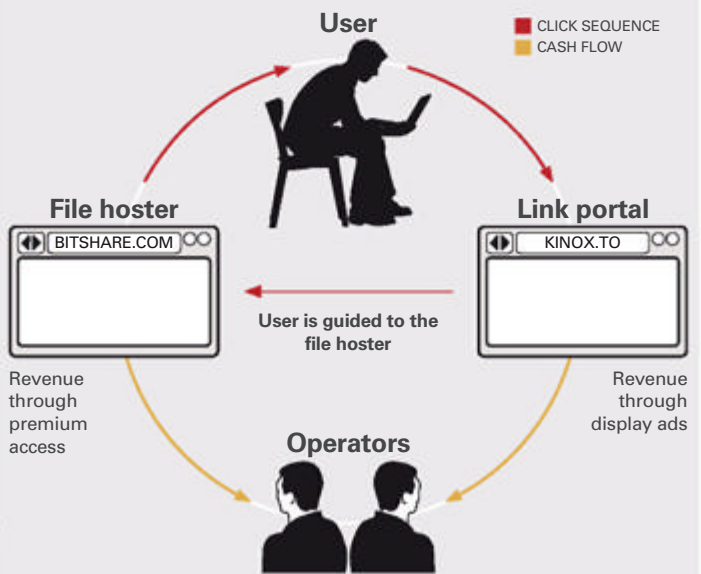 User
CLICK SEQUENCE
CASH FLOW
File hoster
BITSHARE.COM
Link portal
KINOX.TO
User is guided to the
file hoster
Revenue
through
premium
access
Revenue
through
display ads
Operators